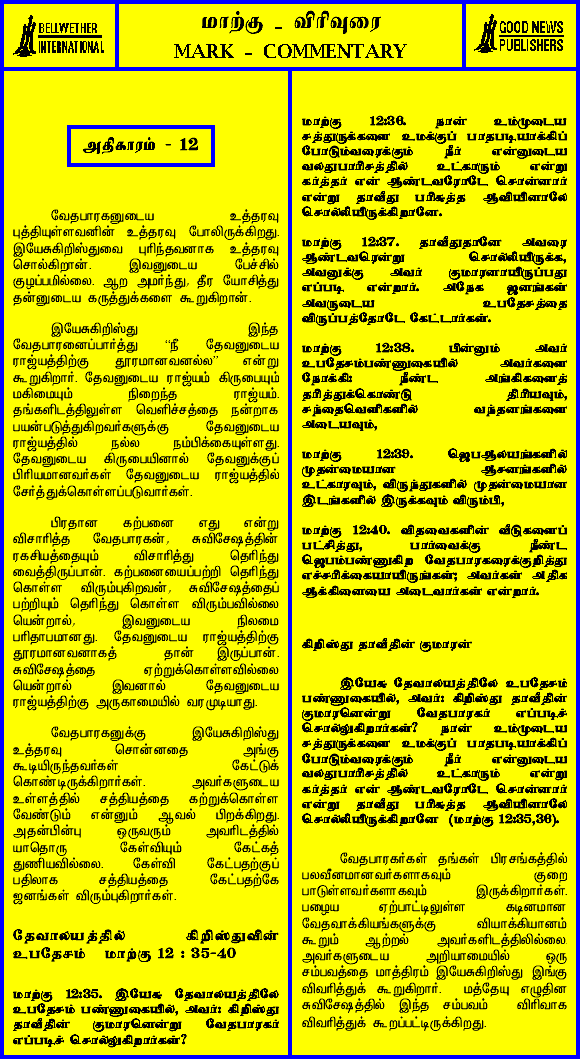 BELLWETHER
INTERNATIONAL
மாற்கு - விரிவுரை
MARK - COMMENTARY
GOOD NEWS
PUBLISHERS
அதிகாரம் - 12
வேதபாரகனுடைய உத்தரவு
புத்தியுள்ளவனின் உத்தரவு போலிருக்கிறது.
இயேசுகிறிஸ்துவை புரிந்தவனாக உத்தரவு
சொல்கிறான். இவனுடைய பேச்சில்
குழப்பமில்லை. ஆற அமர்ந்து, தீர யோசித்து
தன்னுடைய கருத்துக்களை கூறுகிறான்.
இயேசுகிறிஸ்து இந்த
வேதபாரனைப்பார்த்து “நீ தேவனுடைய
ராஜ்யத்திற்கு தூரமானவனல்ல” என்று
கூறுகிறார். தேவனுடைய ராஜ்யம் கிருபையும்
மகிமையும் நிறைந்த ராஜ்யம்.
தங்களிடத்திலுள்ள வெளிச்சத்தை நன்றாக
பயன்படுத்துகிறவர்களுக்கு தேவனுடைய
ராஜ்யத்தில் நல்ல நம்பிக்கையுள்ளது.
தேவனுடைய கிருபையினால் தேவனுக்குப்
பிரியமானவர்கள் தேவனுடைய ராஜ்யத்தில்
சேர்த்துக்கொள்ளப்படுவார்கள்.
பிரதான கற்பனை எது என்று
விசாரித்த வேதபாரகன், சுவிசேஷத்தின்
ரகசியத்தையும் விசாரித்து தெரிந்து
வைத்திருப்பான். கற்பனையைப்பற்றி தெரிந்து
கொள்ள விரும்புகிறவன், சுவிசேஷத்தைப்
பற்றியும் தெரிந்து கொள்ள விரும்பவில்லை
யென்றால், இவனுடைய நிலமை
பரிதாபமானது. தேவனுடைய ராஜ்யத்திற்கு
தூரமானவனாகத் தான் இருப்பான்.
சுவிசேஷத்தை ஏற்றுக்கொள்ளவில்லை
யென்றால் இவனால் தேவனுடைய
ராஜ்யத்திற்கு அருகாமையில் வரமுடியாது.
வேதபாரகனுக்கு இயேசுகிறிஸ்து
உத்தரவு சொன்னதை அங்கு
கூடியிருந்தவர்கள் கேட்டுக்
கொண்டிருக்கிறார்கள். அவர்களுடைய
உள்ளத்தில் சத்தியத்தை கற்றுக்கொள்ள
வேண்டும் என்னும் ஆவல் பிறக்கிறது.
அதன்பின்பு ஒருவரும் அவரிடத்தில்
யாதொரு கேள்வியும் கேட்கத்
துணியவில்லை. கேள்வி கேட்பதற்குப்
பதிலாக சத்தியத்தை கேட்பதற்கே
ஜனங்கள் விரும்புகிறார்கள்.
தேவாலயத்தில் கிறிஸ்துவின்
உபதேசம் மாற்கு 12 : 35-40
மாற்கு 12:35. இயேசு தேவாலயத்திலே
உபதேசம் பண்ணுகையில், அவர்: கிறிஸ்து
தாவீதின் குமாரனென்று வேதபாரகர்
எப்படிச் சொல்லுகிறார்கள்?
மாற்கு 12:36. நான் உம்முடைய
சத்துருக்களை உமக்குப் பாதபடியாக்கிப்
போடும்வரைக்கும் நீர் என்னுடைய
வலதுபாரிசத்தில் உட்காரும் என்று
கர்த்தர் என் ஆண்டவரோடே சொன்னார்
என்று தாவீது பரிசுத்த ஆவியினாலே
சொல்லியிருக்கிறானே.
மாற்கு 12:37. தாவீதுதானே அவரை
ஆண்டவரென்று சொல்லியிருக்க,
அவனுக்கு அவர் குமாரனாயிருப்பது
எப்படி என்றார். அநேக ஜனங்கள்
அவருடைய உபதேசத்தை
விருப்பத்தோடே கேட்டார்கள்.
மாற்கு 12:38. பின்னும் அவர்
உபதேசம்பண்ணுகையில் அவர்களை
நோக்கி: நீண்ட அங்கிகளைத்
தரித்துக்கொண்டு திரியவும்,
சந்தைவெளிகளில் வந்தனங்களை
அடையவும்,
மாற்கு 12:39. ஜெபஆலயங்களில்
முதன்மையான ஆசனங்களில்
உட்காரவும், விருந்துகளில் முதன்மையான
இடங்களில் இருக்கவும் விரும்பி,
மாற்கு 12:40. விதவைகளின் வீடுகளைப்
பட்சித்து, பார்வைக்கு நீண்ட
ஜெபம்பண்ணுகிற வேதபாரகரைக்குறித்து
எச்சரிக்கையாயிருங்கள்; அவர்கள் அதிக
ஆக்கினையை அடைவார்கள் என்றார்.
கிறிஸ்து தாவீதின் குமாரன்
இயேசு தேவாலயத்திலே உபதேசம்
பண்ணுகையில், அவர்: கிறிஸ்து தாவீதின்
குமாரனென்று வேதபாரகர் எப்படிச்
சொல்லுகிறார்கள்? நான் உம்முடைய
சத்துருக்களை உமக்குப் பாதபடியாக்கிப்
போடும்வரைக்கும் நீர் என்னுடைய
வலதுபாரிசத்தில் உட்காரும் என்று
கர்த்தர் என் ஆண்டவரோடே சொன்னார்
என்று தாவீது பரிசுத்த ஆவியினாலே
சொல்லியிருக்கிறானே (மாற்கு 12:35,36).
வேதபாரகர்கள் தங்கள் பிரசங்கத்தில்
பலவீனமானவர்களாகவும் குறை
பாடுள்ளவர்களாகவும் இருக்கிறார்கள்.
பழைய ஏற்பாட்டிலுள்ள கடினமான
வேதவாக்கியங்களுக்கு வியாக்கியானம்
கூறும் ஆற்றல் அவர்களிடத்திலில்லை.
அவர்களுடைய அறியாமையில் ஒரு
சம்பவத்தை மாத்திரம் இயேசுகிறிஸ்து இங்கு
விவரித்துக் கூறுகிறார். மத்தேயு எழுதின
சுவிசேஷத்தில் இந்த சம்பவம் விரிவாக
விவரித்துக் கூறப்பட்டிருக்கிறது.